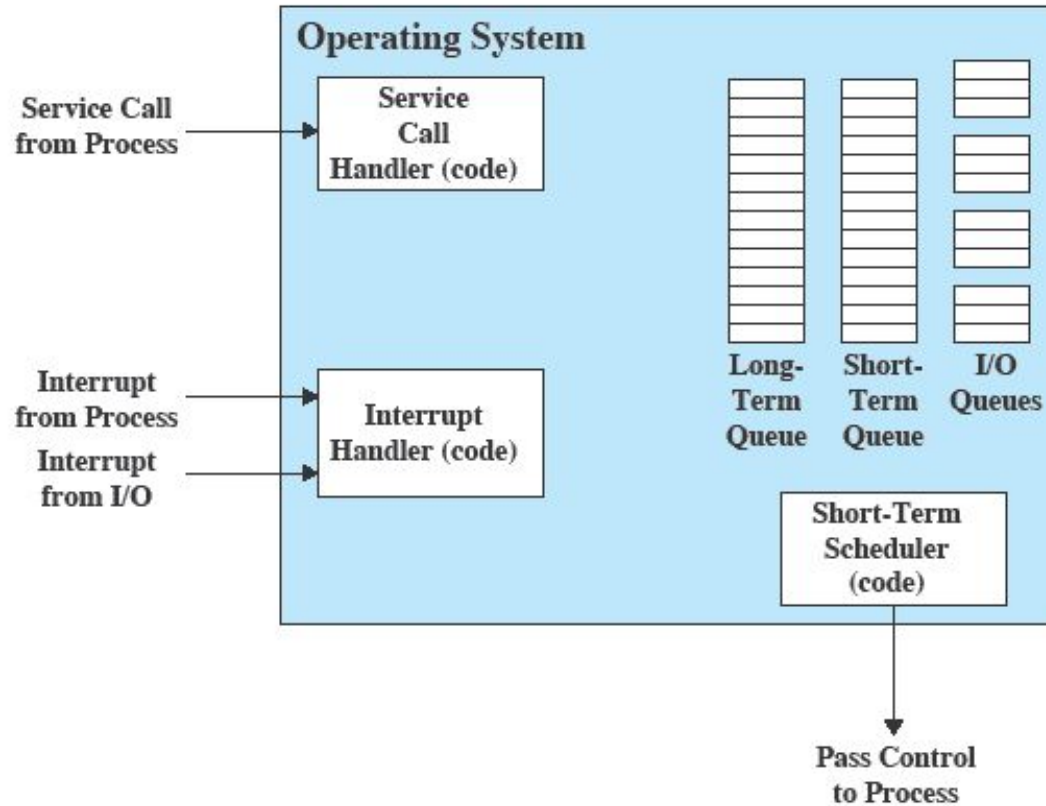 Operating System
Service Call
from Process
Service
Call
Handler (code)
Interrupt
from Process
Interrupt
from I/O
Interrupt
Handler (code)
Long-
Term
Queue
Short-
Term
Queue
I/O
Queues
Short-Term
Scheduler
(code)
Pass Control
to Process